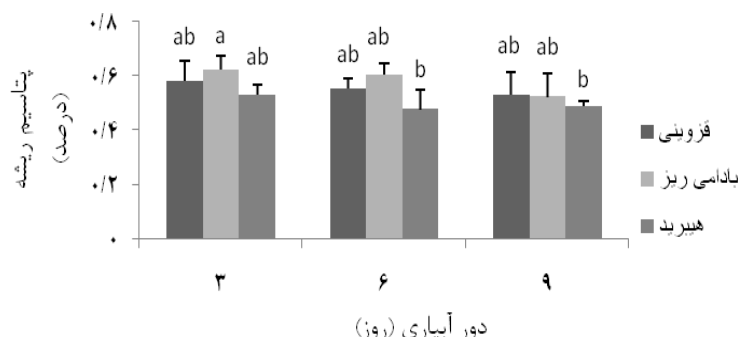 ۰/۸
۰/۶
۰/۴
۰/۲
۰
پتاسیم ریشه
(درصد)
ab a ab
ab ab b
ab ab b
قزوینی
بادامی ریز
هیبرید
۳ ۶ ۹
دور آبیاری (روز)